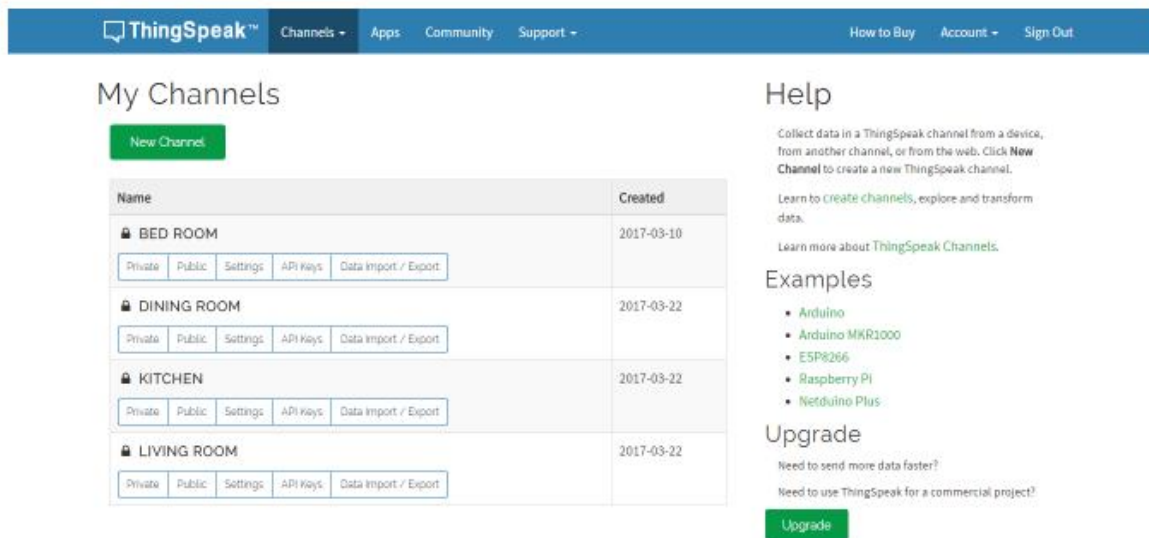 ThingSpeak™ Channels Apps Community Support How to Buy Account Sign Out
My Channels
New Channel
Name Created
BED ROOM 2017-03-10
Private Public Settings API Keys Data Import / Export
DINING ROOM 2017-03-22
Private Public Settings API Keys Data Import / Export
KITCHEN 2017-03-22
Private Public Settings API Keys Data Import / Export
LIVING ROOM 2017-03-22
Private Public Settings API Keys Data Import / Export
Help
Collect data in a ThingSpeak channel from a device,
from another channel, or from the web. Click New
Channel to create a new ThingSpeak channel.
Learn to create channels, explore and transform
data.
Learn more about ThingSpeak Channels.
Examples
Arduino
Arduino MKR1000
ESP8266
Raspberry Pi
Netduino Plus
Upgrade
Need to send more data faster?
Need to use ThingSpeak for a commercial project?
Upgrade